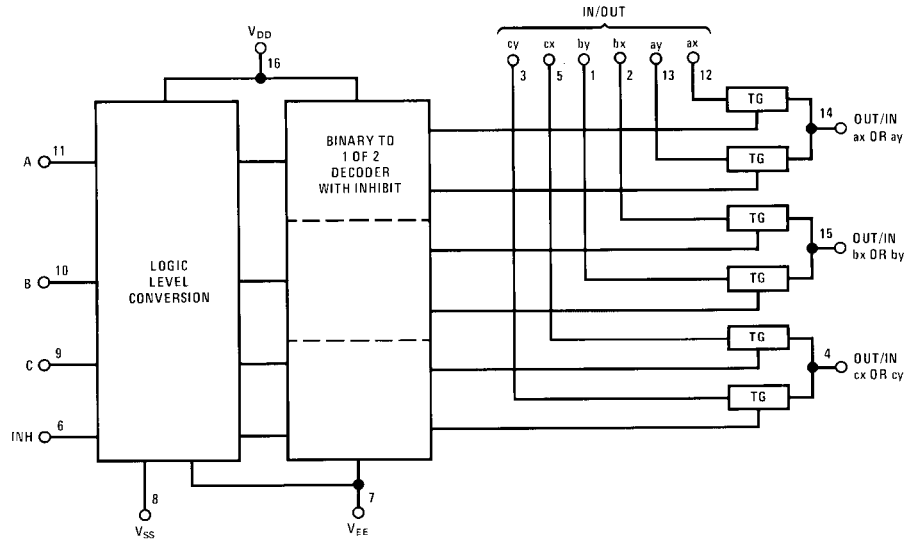 IN/OUT
cy cx by bx ay ax
3 5 1 2 13 12
VDD
16
A 11
B 10
C 9
INH 6
LOGIC
LEVEL
CONVERSION
BINARY TO
1 OF 2
DECODER
WITH INHIBIT
TG
TG
14 OUT/IN
ax OR ay
TG
TG
15 OUT/IN
bx OR by
TG
TG
4 OUT/IN
cx OR cy
8
VSS
7
VEE